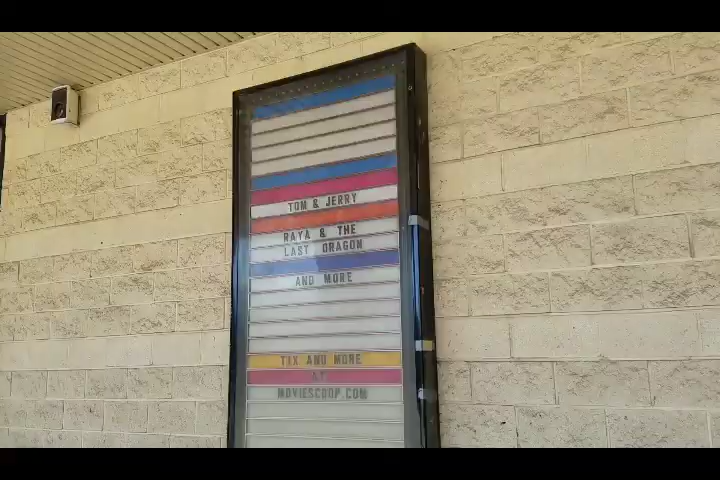 TOM & JERRY
RAYA & THE
LAST DRAGON
AND MORE
TIX AND MORE
AT
MOVIESCOOP.COM